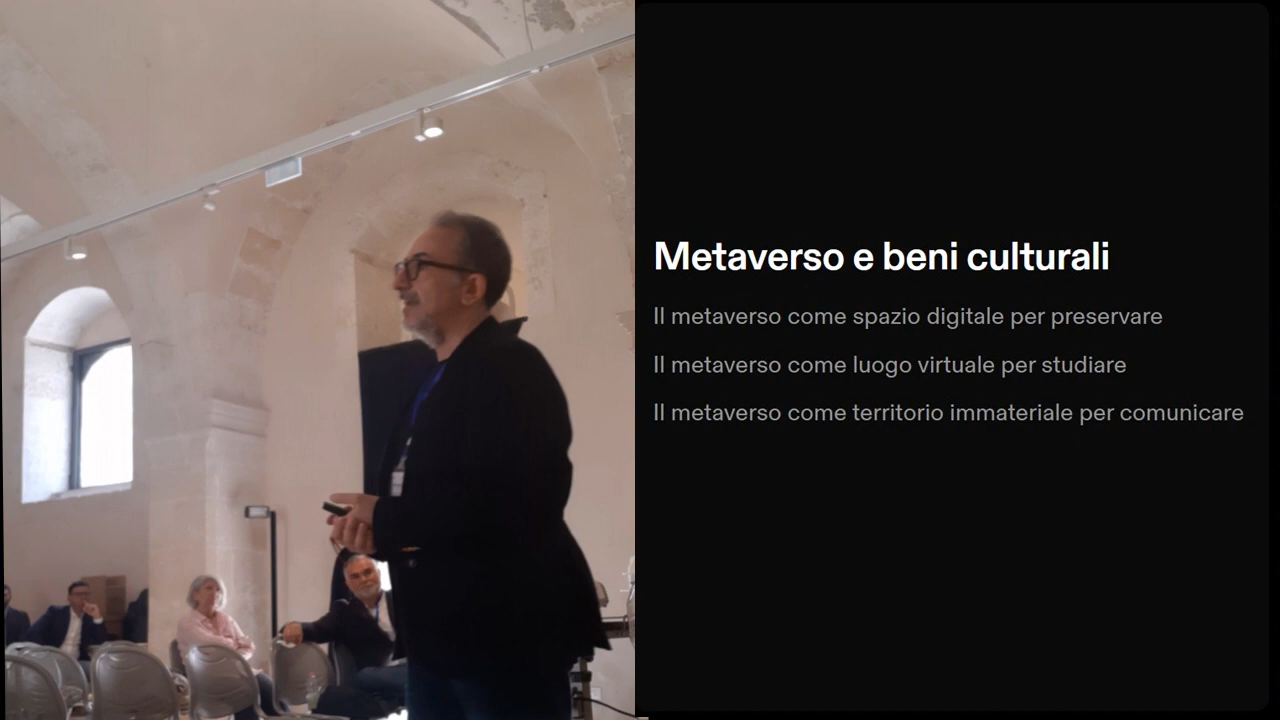 Metaverso e beni culturali
Il metaverso come spazio digitale per preservare
Il metaverso come luogo virtuale per studiare
Il metaverso come territorio immateriale per comunicare